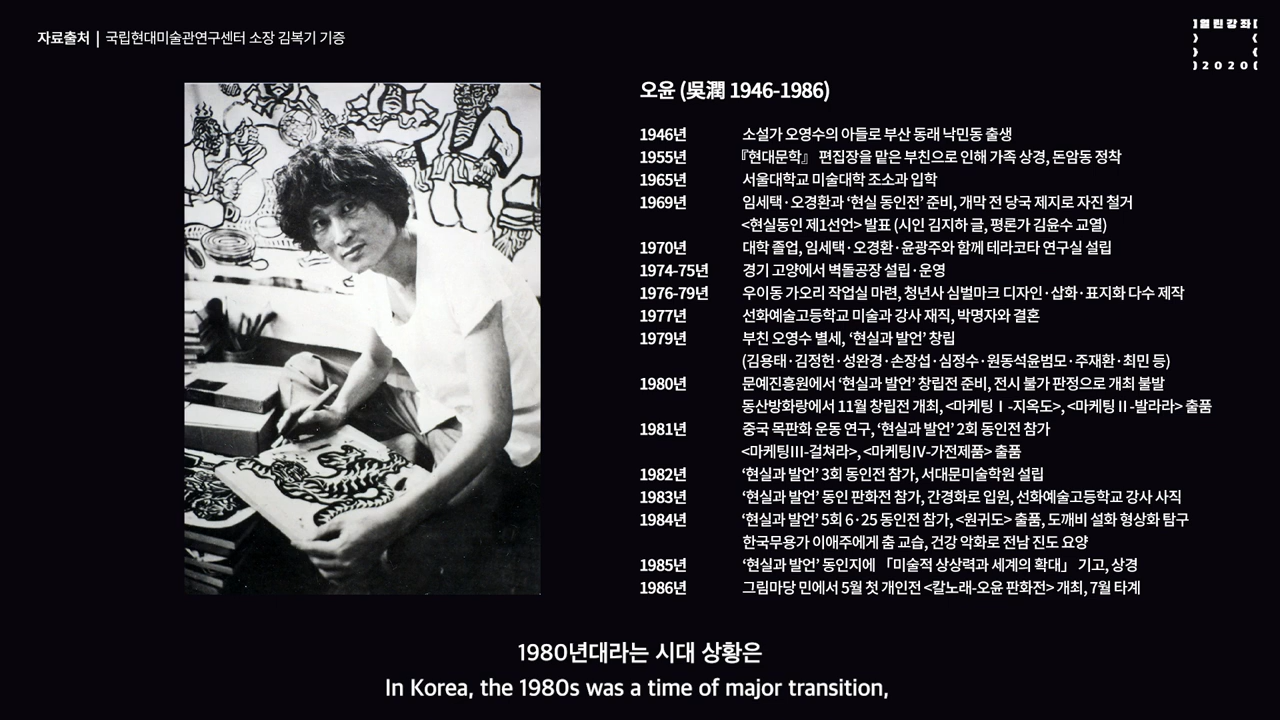 자료출처 | 국립현대미술관연구센터 소장 김복기 기증
]열린강좌[
)2020(
오윤 (吳潤 1946-1986)
1946년 소설가 오영수의 아들로 부산 동래 낙민동 출생
1955년 『현대문학』 편집장을 맡은 부친으로 인해 가족 상경, 돈암동 정착
1965년 서울대학교 미술대학 조소과 입학
1969년 임세택·오경환과 ‘현실 동인전’ 준비, 개막 전 당국 제지로 자진 철거
<현실동인 제1선언> 발표 (시인 김지하 글, 평론가 김윤수 교열)
1970년 대학 졸업, 임세택·오경환·윤광주와 함께 테라코타 연구실 설립
1974-75년 경기 고양에서 벽돌공장 설립·운영
1976-79년 우이동 가오리 작업실 마련, 청년사 심벌마크 디자인·삽화·표지화 다수 제작
1977년 선화예술고등학교 미술과 강사 재직, 박명자와 결혼
1979년 부친 오영수 별세, ‘현실과 발언’ 창립
(김용태·김정헌·성완경·손장섭·심정수·원동석윤범모·주재환·최민 등)
1980년 문예진흥원에서 ‘현실과 발언’ 창립전 준비, 전시 불가 판정으로 개최 불발
동산방화랑에서 11월 창립전 개최, <마케팅Ⅰ-지옥도>, <마케팅Ⅱ-발라라> 출품
1981년 중국 목판화 운동 연구, ‘현실과 발언’ 2회 동인전 참가
<마케팅III-걸쳐라>, <마케팅IV-가전제품> 출품
1982년 ‘현실과 발언’ 3회 동인전 참가, 서대문미술학원 설립
1983년 ‘현실과 발언’ 동인 판화전 참가, 간경화로 입원, 선화예술고등학교 강사 사직
1984년 ‘현실과 발언’ 5회 6·25 동인전 참가, <원귀도> 출품, 도깨비 설화 형상화 탐구
한국무용가 이애주에게 춤 교습, 건강 악화로 전남 진도 요양
1985년 ‘현실과 발언’ 동인지에 「미술적 상상력과 세계의 확대」 기고, 상경
1986년 그림마당 민에서 5월 첫 개인전 <칼노래-오윤 판화전> 개최, 7월 타계
1980년대라는 시대 상황은
In Korea, the 1980s was a time of major transition,